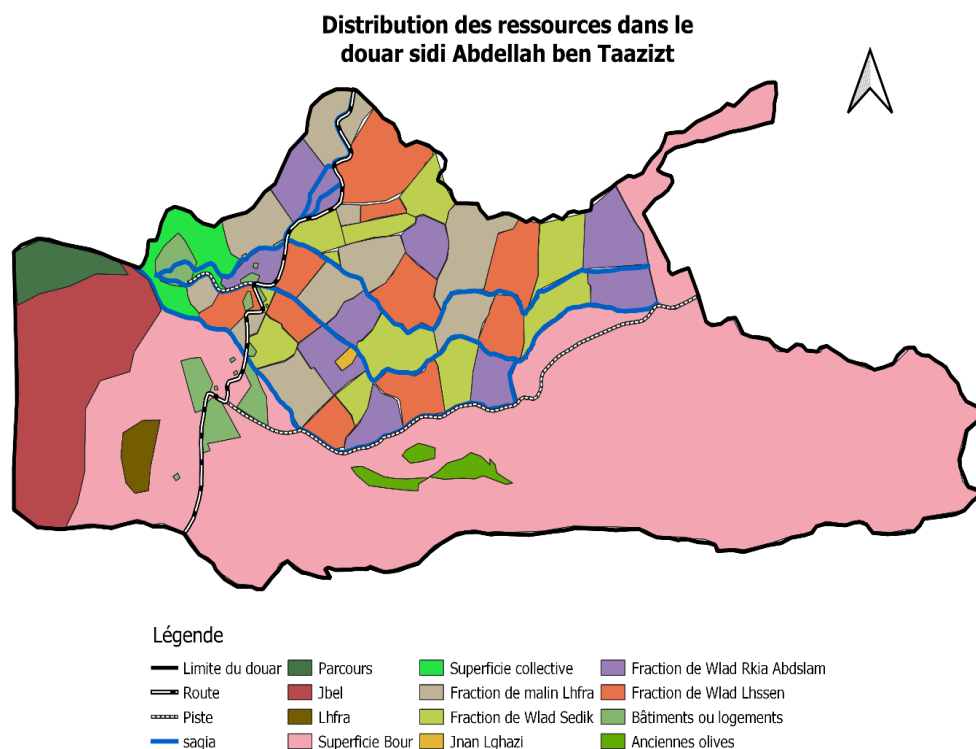 Distribution des ressources dans le
douar sidi Abdellah ben Taazizt
Légende
Limite du douar
Route
Piste
saqia
Parcours
Jbel
Lhfra
Superficie Bour
Superficie collective
Fraction de malin Lhfra
Fraction de Wlad Sedik
Jnan Lghazi
Fraction de Wlad Rkia Abdslam
Fraction de Wlad Lhssen
Bâtiments ou logements
Anciennes olives